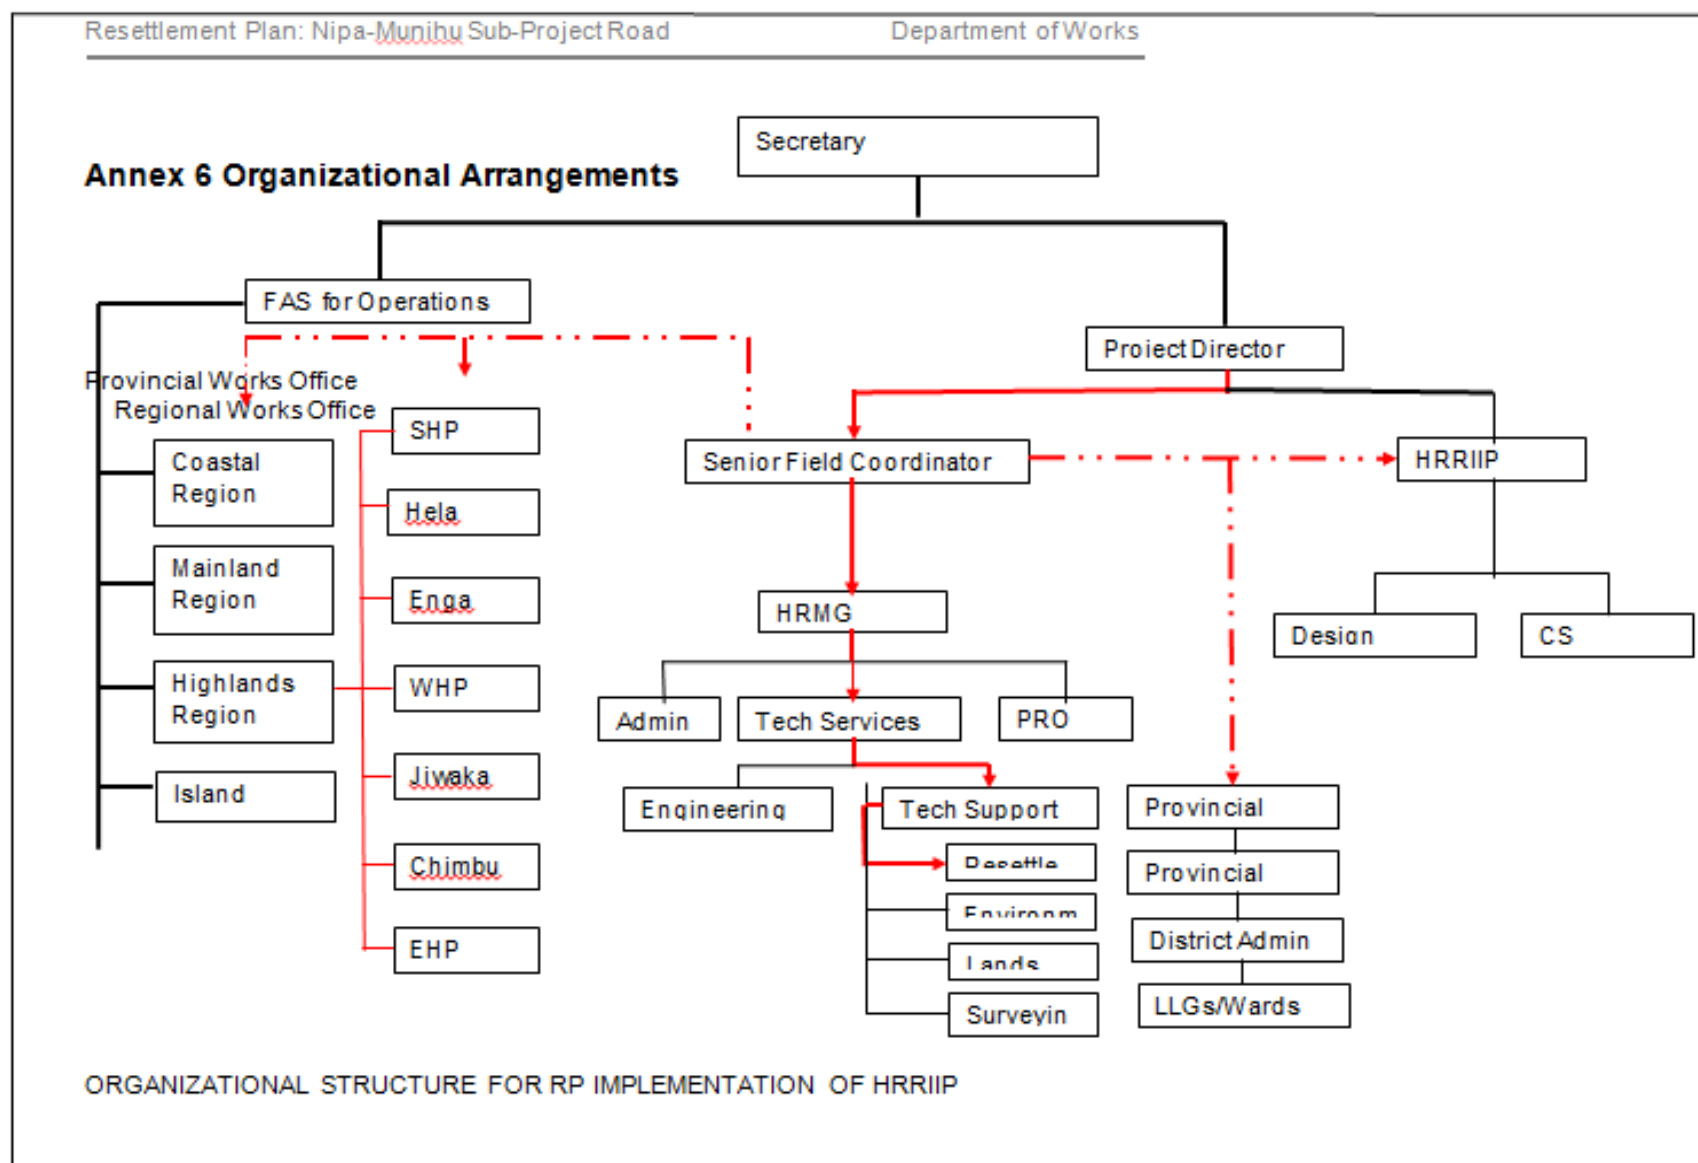 Resettlement Plan: Nipa-Munihu Sub-Project Road Department of Works
Secretary
Annex 6 Organizational Arrangements
FAS for Operations
Project Director
Provincial Works Office
Regional Works Office
SHP
Coastal
Region
Senior Field Coordinator
HRRIIP
Hela
Mainland
Region
Enga
HRMG
Design
CS
Highlands
Region
WHP
Admin
Tech Services
PRO
Jiwaka
Island
Engineering
Tech Support
Provincial
Chimbu
Resettle
Provincial
Environm
EHP
District Admin
Lands
LLGs/Wards
Surveyin
ORGANIZATIONAL STRUCTURE FOR RP IMPLEMENTATION OF HRRIIP